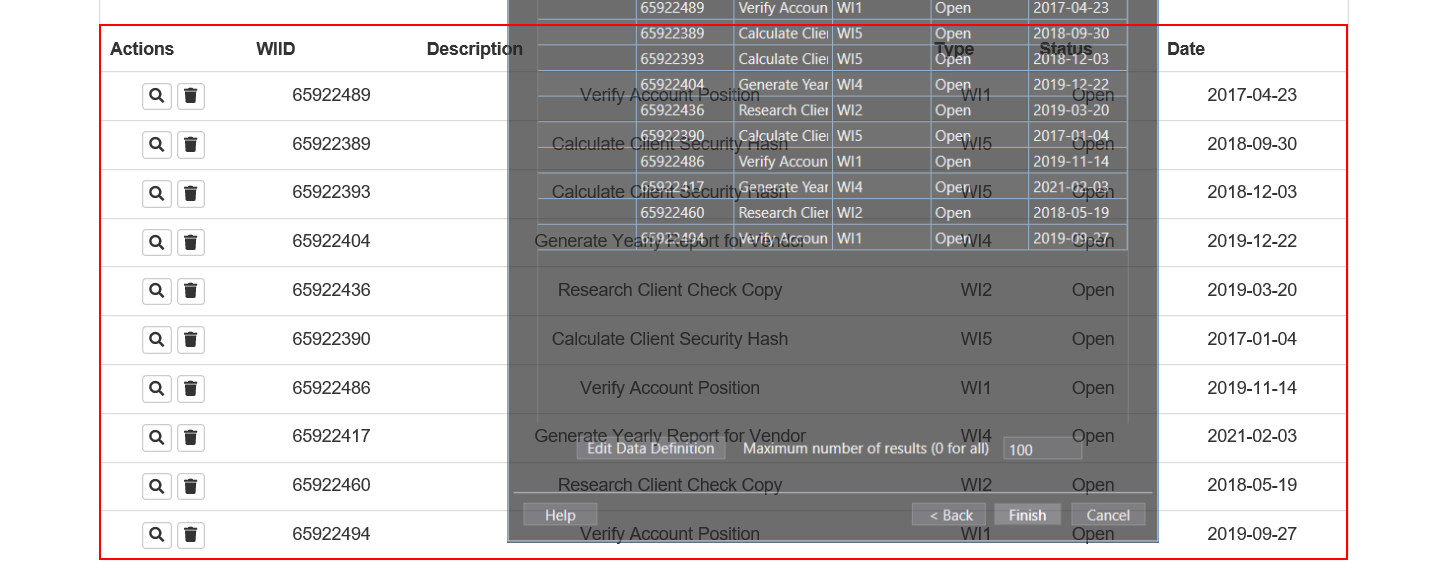 65922489 Verify Accoun WI1 Open 2017-04-23
Actions WIID Description Type Status Date
65922389 Calculate Clie WI5 Open 2018-09-30
65922393 Calculate Clie WI5 Open 2018-12-03
65922404 Generate Year WI4 Open 2019-12-22
65922436 Research Clie WI2 Open 2019-03-20
65922390 Calculate Clie WI5 Open 2017-01-04
65922486 Verify Accoun WI1 Open 2019-11-14
65922417 Generate Year WI4 Open 2021-02-03
65922460 Research Clie WI2 Open 2018-05-19
65922494 Verify Accoun WI1 Open 2019-09-27
65922489 Verify Account Position WI1 Open 2017-04-23
65922389 Calculate Client Security Hash WI5 Open 2018-09-30
65922393 Calculate Client Security Hash WI5 Open 2018-12-03
65922404 Generate Yearly Report for Vendor WI4 Open 2019-12-22
65922436 Research Client Check Copy WI2 Open 2019-03-20
65922390 Calculate Client Security Hash WI5 Open 2017-01-04
65922486 Verify Account Position WI1 Open 2019-11-14
65922417 Generate Yearly Report for Vendor WI4 Open 2021-02-03
Edit Data Definition Maximum number of results (0 for all) 100
65922460 Research Client Check Copy WI2 Open 2018-05-19
Help < Back Finish Cancel
65922494 Verify Account Position WI1 Open 2019-09-27